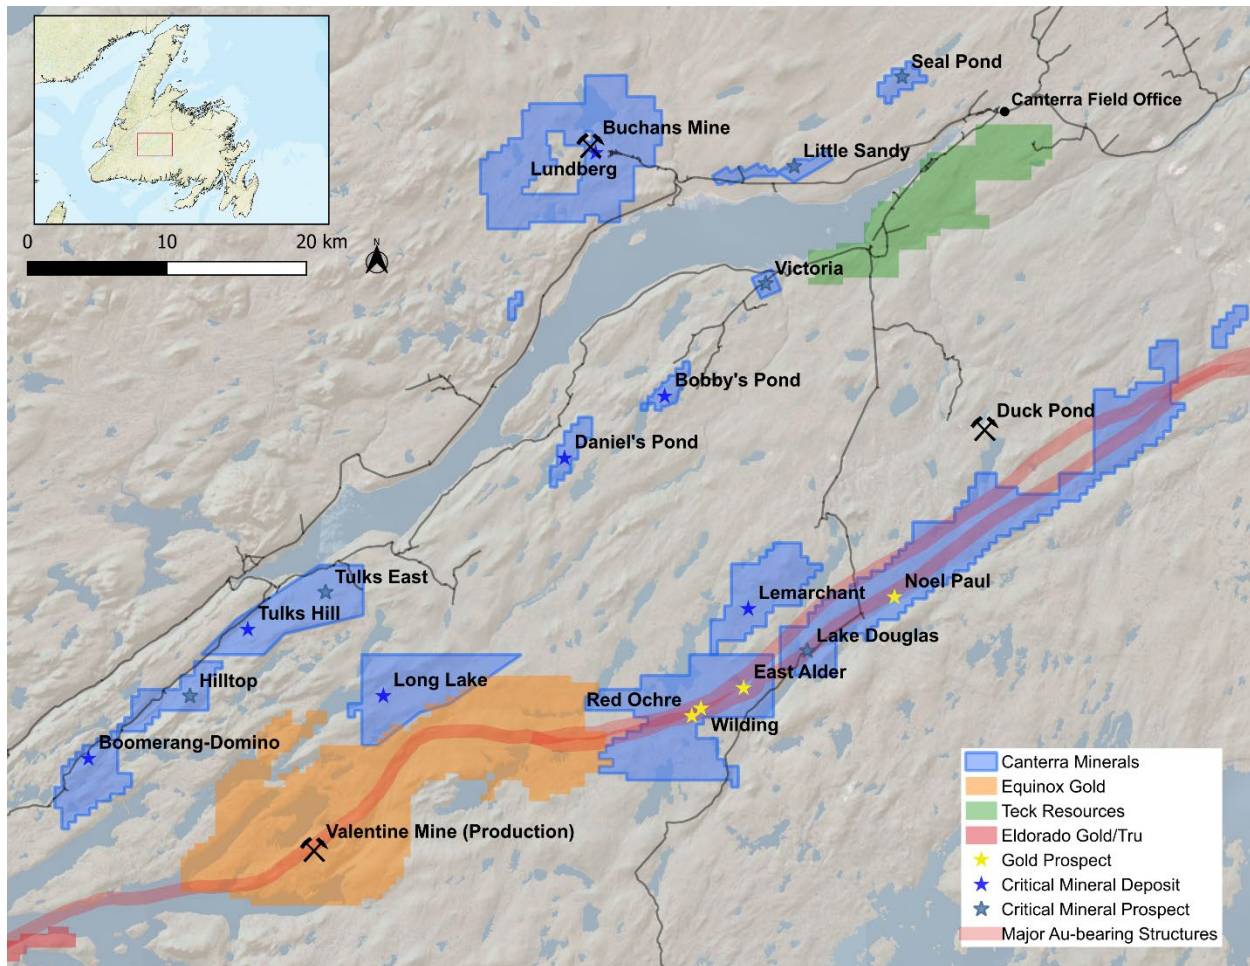 Seal Pond
Canterra Field Office
Buchans Mine
Little Sandy
Lundberg
0 10 20 km
N
Victoria
Bobby's Pond
Duck Pond
Daniel's Pond
Tulks East
Noel Paul
Lemarchant
Tulks Hill
Lake Douglas
East Alder
Hilltop
Long Lake
Red Ochre
Wilding
Boomerang-Domino
Valentine Mine (Production)
Canterra Minerals
Equinox Gold
Teck Resources
Eldorado Gold/Tru
Gold Prospect
Critical Mineral Deposit
Critical Mineral Prospect
Major Au-bearing Structures